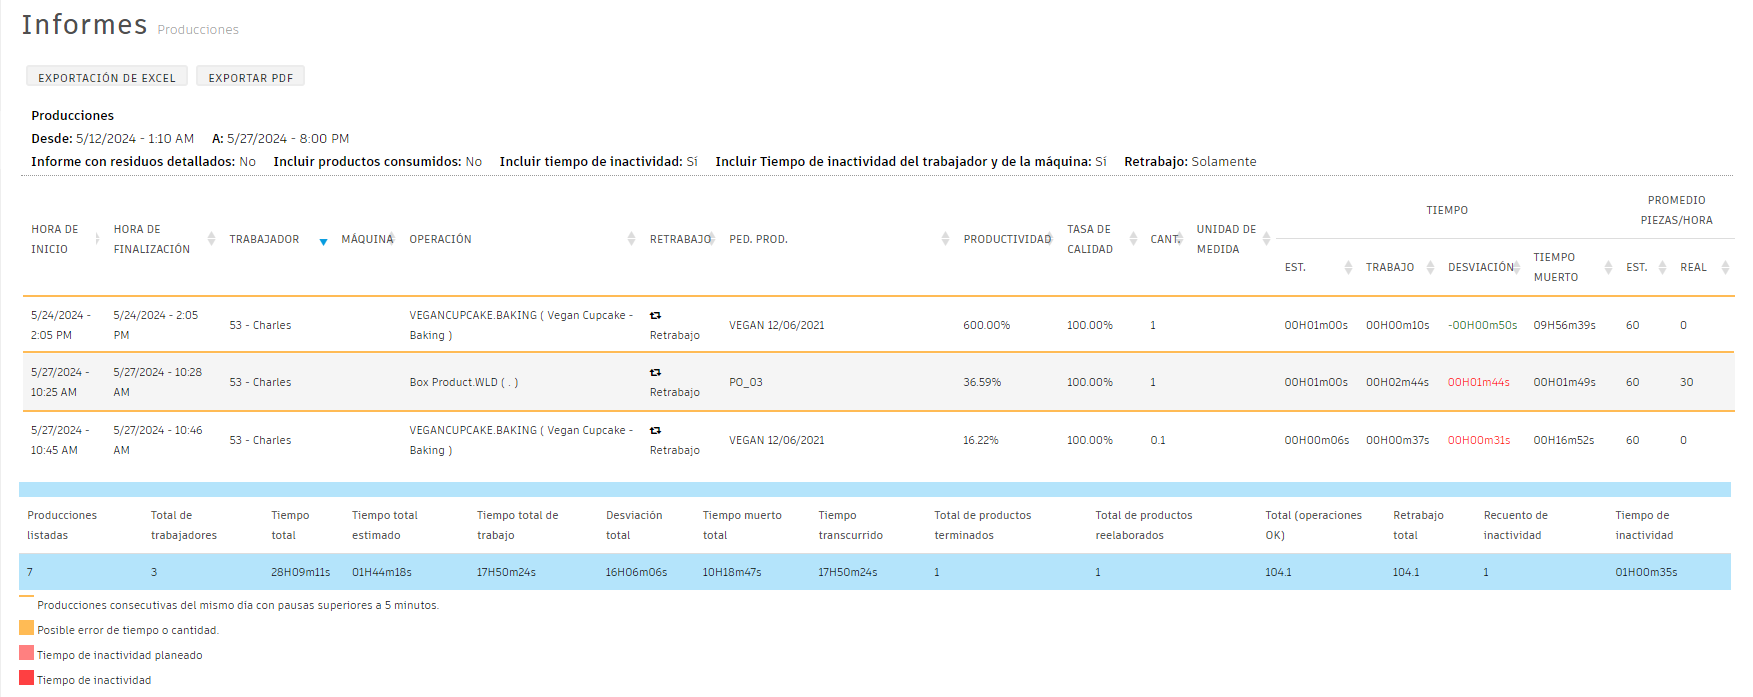 Informes Producciones
EXPORTACIÓN DE EXCEL EXPORTAR PDF
Producciones
Desde: 5/12/2024 - 1:10 AM A: 5/27/2024 - 8:00 PM
Informe con residuos detallados: No Incluir productos consumidos: No Incluir tiempo de inactividad: Sí Incluir Tiempo de inactividad del trabajador y de la máquina: Sí Retrabajo: Solamente
HORA DE INICIO HORA DE FINALIZACIÓN TRABAJADOR MÁQUINA OPERACIÓN RETRABAJO PED. PROD. PRODUCTIVIDAD TASA DE CALIDAD CANT. UNIDAD DE MEDIDA TIEMPO PROMEDIO PIEZAS/HORA
EST. TRABAJO DESVIACIÓN TIEMPO MUERTO EST. REAL
5/24/2024 - 2:05 PM 5/24/2024 - 2:05 PM 53 - Charles VEGANCUPCAKE.BAKING ( Vegan Cupcake - Baking ) Retrabajo VEGAN 12/06/2021 600.00% 100.00% 1 00H01m00s 00H00m10s -00H00m50s 09H56m39s 60 0
5/27/2024 - 10:25 AM 5/27/2024 - 10:28 AM 53 - Charles Box Product.WLD ( . ) Retrabajo PO_03 36.59% 100.00% 1 00H01m00s 00H02m44s 00H01m44s 00H01m49s 60 30
5/27/2024 - 10:45 AM 5/27/2024 - 10:46 AM 53 - Charles VEGANCUPCAKE.BAKING ( Vegan Cupcake - Baking ) Retrabajo VEGAN 12/06/2021 16.22% 100.00% 0.1 00H00m06s 00H00m37s 00H00m31s 00H16m52s 60 0
Producciones listadas Total de trabajadores Tiempo total Tiempo total estimado Tiempo total de trabajo Desviación total Tiempo muerto total Tiempo transcurrido Total de productos terminados Total de productos reelaborados Total (operaciones OK) Retrabajo total Recuento de inactividad Tiempo de inactividad
7 3 28H09m11s 01H44m18s 17H50m24s 16H06m06s 10H18m47s 17H50m24s 1 1 104.1 104.1 1 01H00m35s
Producciones consecutivas del mismo día con pausas superiores a 5 minutos.
Posible error de tiempo o cantidad.
Tiempo de inactividad planeado
Tiempo de inactividad